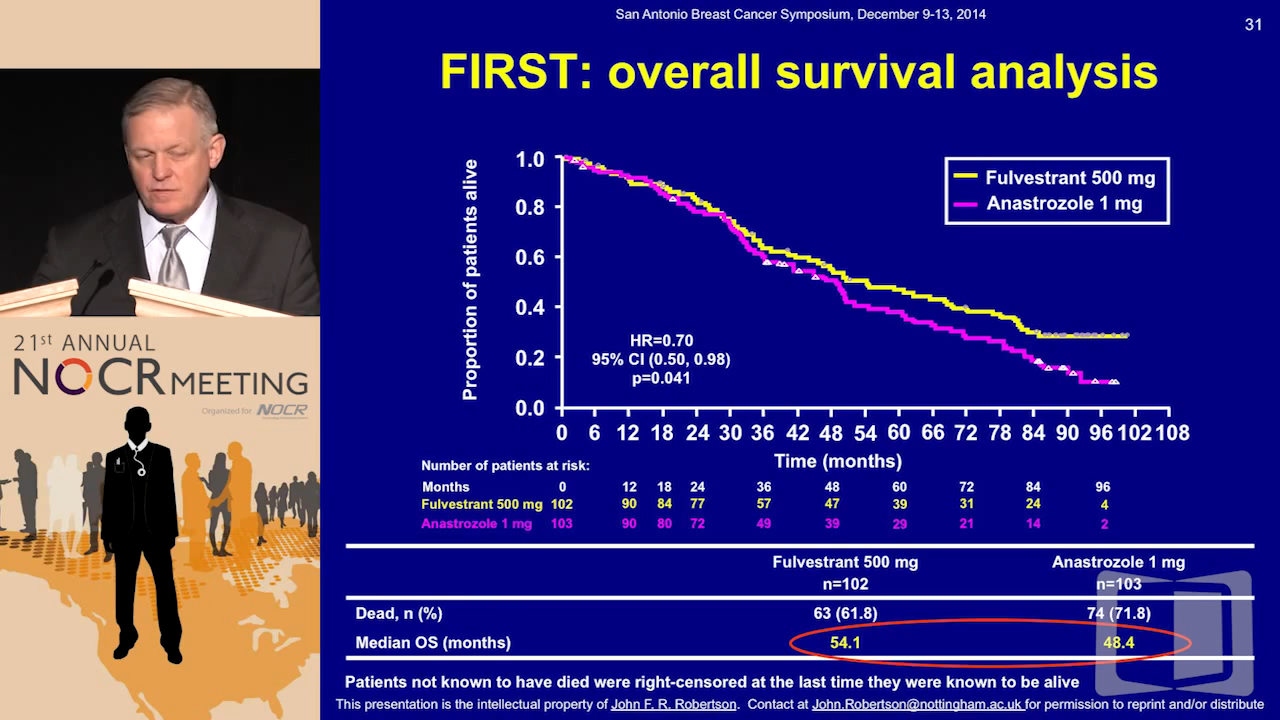 San Antonio Breast Cancer Symposium, December 9-13, 2014
31
FIRST: overall survival analysis
Proportion of patients alive
1.0
0.8
0.6
0.4
0.2
0.0
Fulvestrant 500 mg
Anastrozole 1 mg
HR=0.70
95% CI (0.50, 0.98)
p=0.041
0 6 12 18 24 30 36 42 48 54 60 66 72 78 84 90 96 102 108
Time (months)
Number of patients at risk:
Months 0 12 18 24 36 48 60 72 84 96
Fulvestrant 500 mg 102 90 84 77 57 47 39 31 24 4
Anastrozole 1 mg 103 90 80 72 49 39 29 21 14 2
Fulvestrant 500 mg Anastrozole 1 mg
n=102 n=103
Dead, n (%) 63 (61.8) 74 (71.8)
Median OS (months) 54.1 48.4
Patients not known to have died were right-censored at the last time they were known to be alive
This presentation is the intellectual property of John F. R. Robertson. Contact at John.Robertson@nottingham.ac.uk for permission to reprint and/or distribute
21st ANNUAL
NOCR MEETING
Organized for NOCR